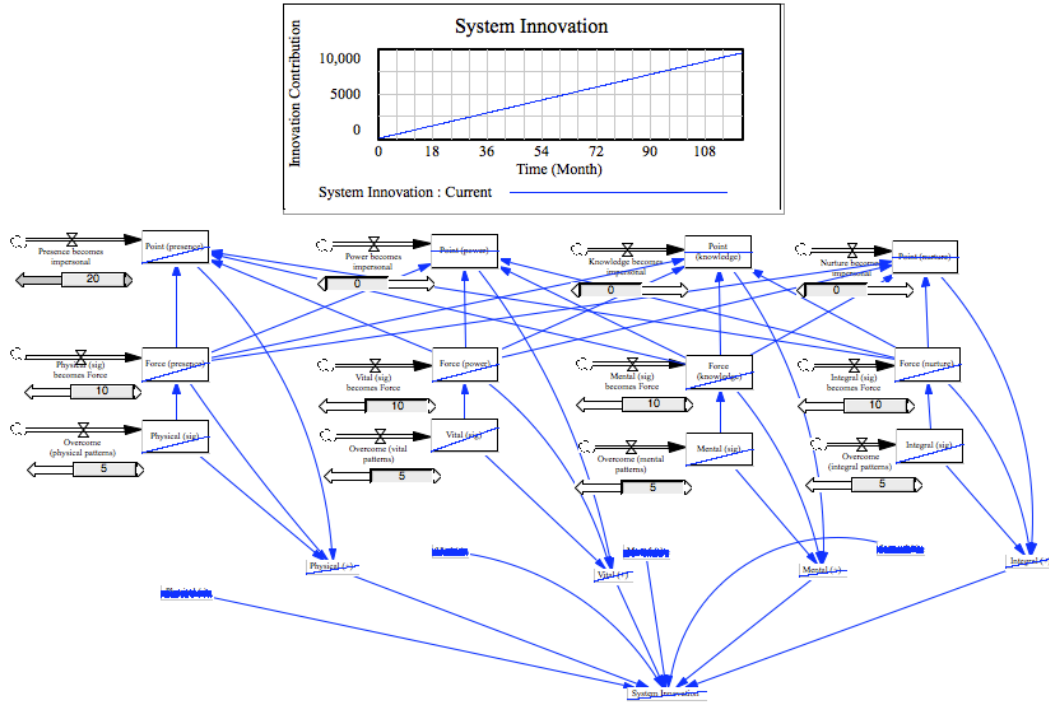 System Innovation
Innovation Contribution
10,000
5000
0
0 18 36 54 72 90 108
Time (Month)
System Innovation : Current
Presence becomes
impersonal
Point (presence)
20
Power becomes
impersonal
Point (power)
0
Knowledge becomes
impersonal
Point
(knowledge)
0
Nurture becomes
impersonal
Point (nurture)
0
Physical (sig)
becomes Force
Force (presence)
10
Vital (sig)
becomes Force
Force (power)
10
Mental (sig)
becomes Force
Force
(knowledge)
10
Integral (sig)
becomes Force
Force (nurture)
10
Overcome
(physical patterns)
Physical (sig)
5
Overcome (vital
patterns)
Vital (sig)
5
Overcome (mental
patterns)
Mental (sig)
5
Overcome
(integral patterns)
Integral (sig)
5
Physical
Vital
Mental
Integral
System Innovation